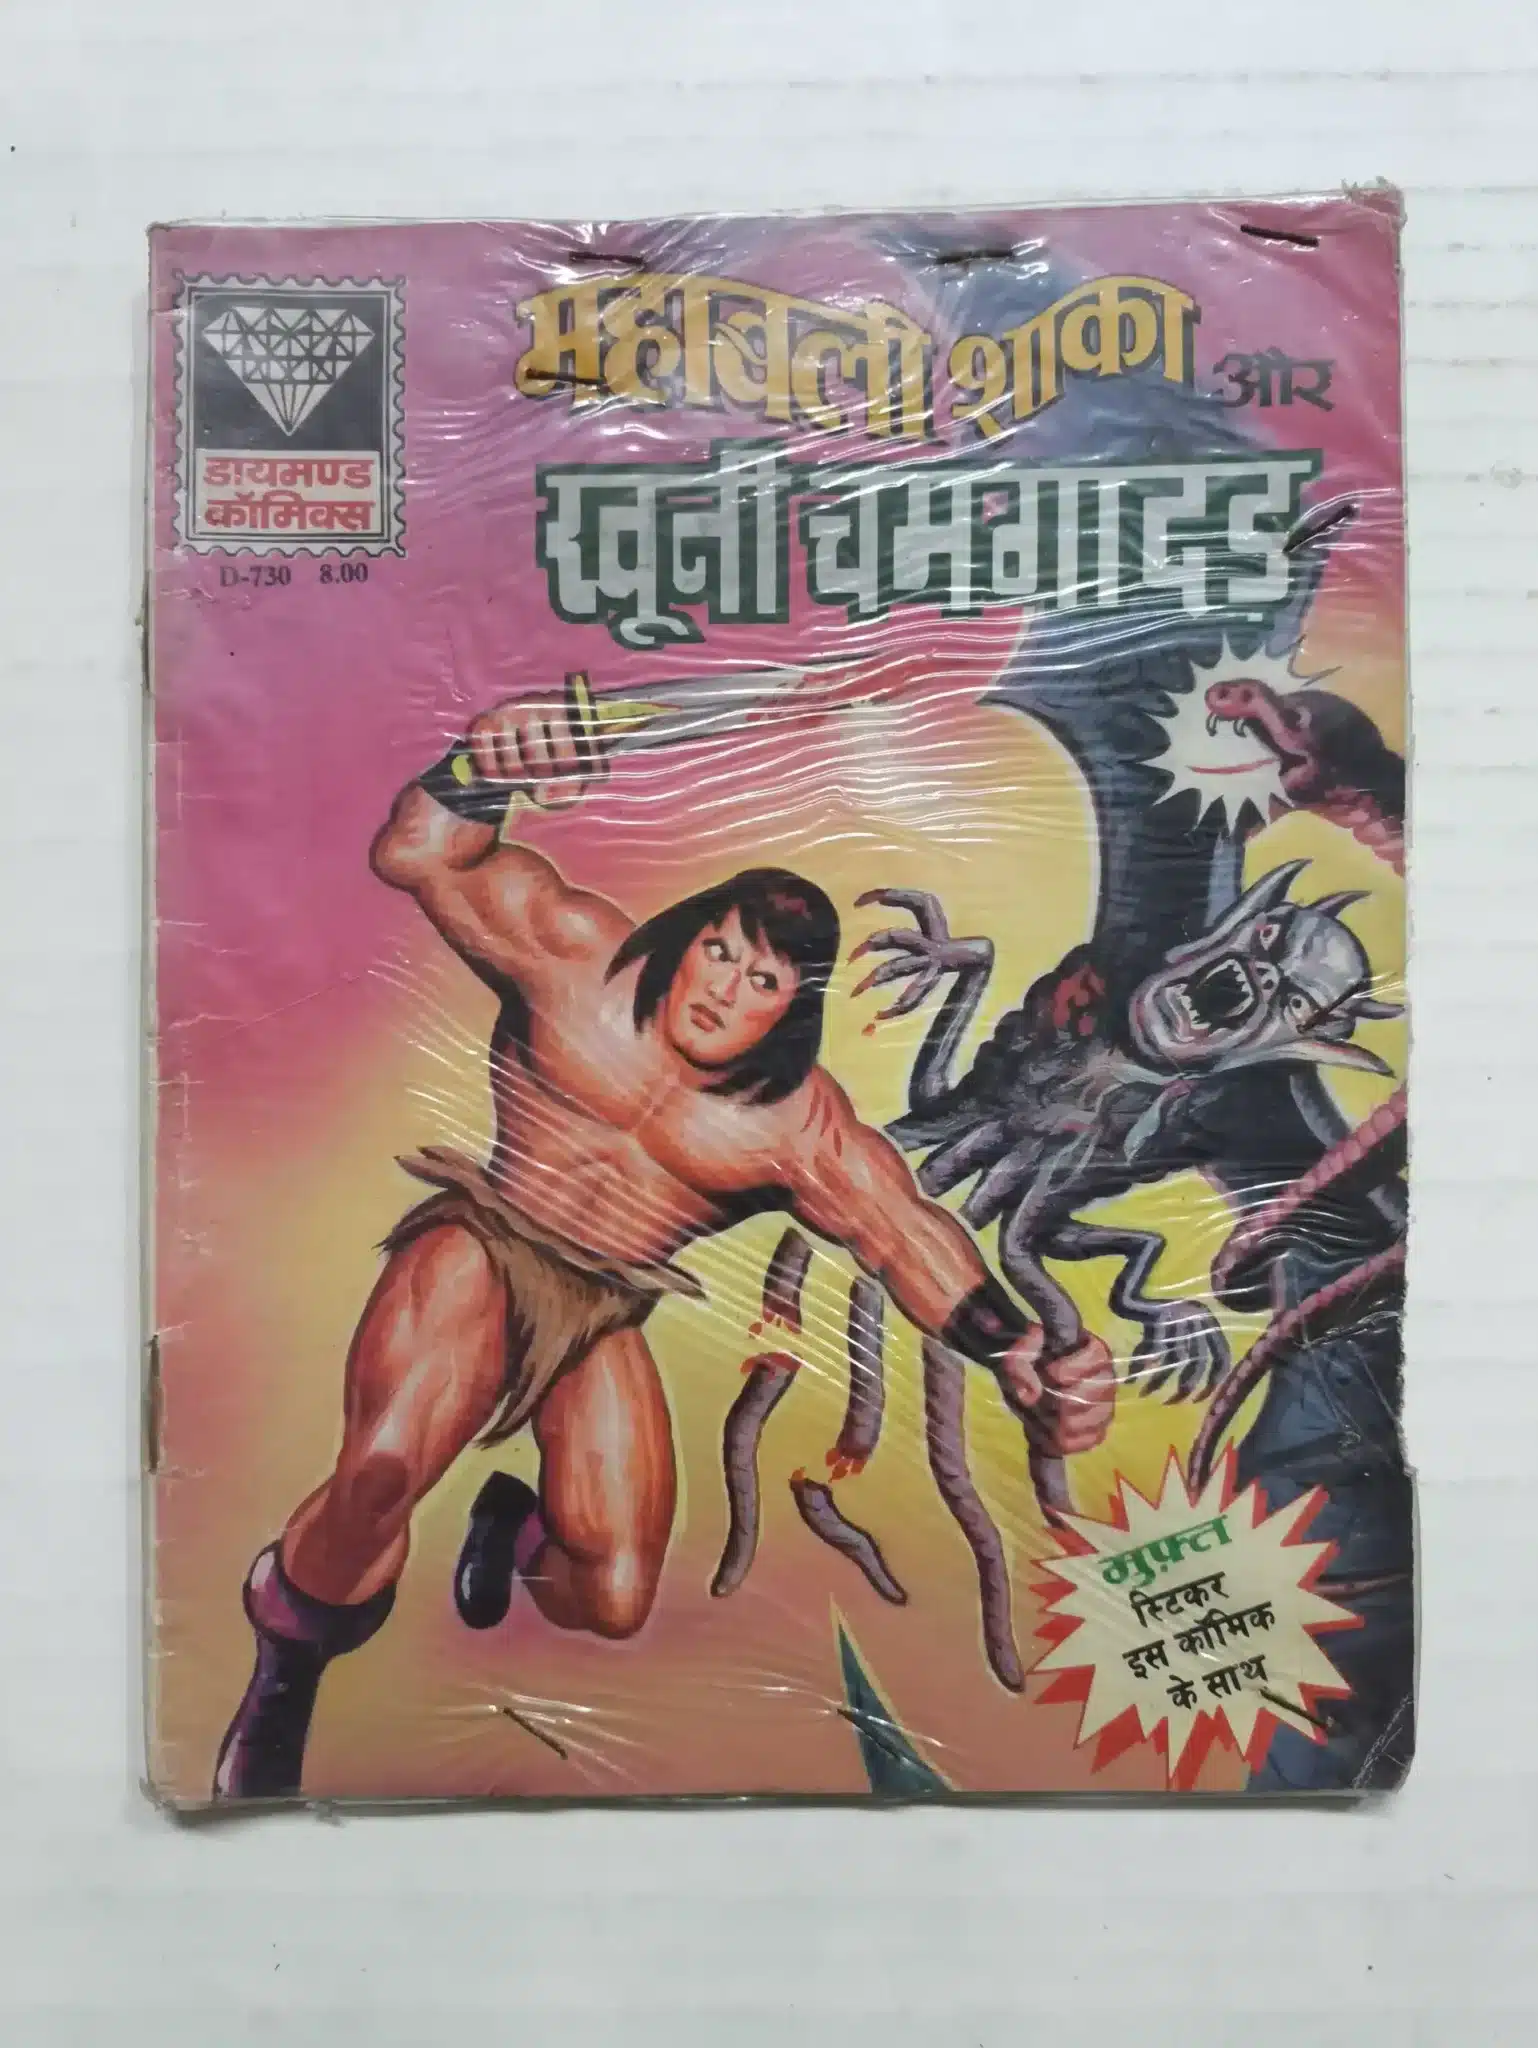 डायमण्ड
कॉमिक्स
D-730 8.00
महाबली शाका और
खूनी चमगादड़
मुफ़्त
स्टिकर
इस कॉमिक
के साथ